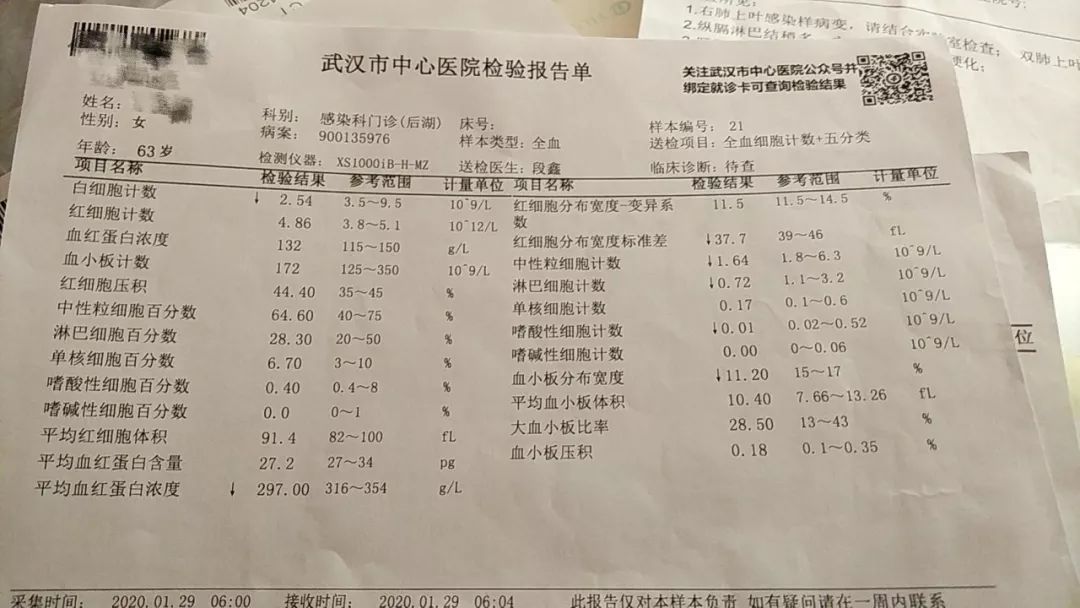 1.右肺上叶感染样病变，请结合实验室检查；双肺上叶
2.纵膈淋巴结稍多
硬化；
武汉市中心医院检验报告单
关注武汉市中心医院公众号并
绑定就诊卡可查询检验结果
姓名：
性别：女
年龄：63岁
科别：感染科门诊(后湖)
病案：900135976
检测仪器：XS1000iB-H-MZ
床号：
样本类型：全血
送检医生：段鑫
样本编号：21
送检项目：全血细胞计数+五分类
临床诊断：待查
项目名称 检验结果 参考范围 计量单位
白细胞计数 ↓ 2.54 3.5~9.5 10^9/L
红细胞计数 4.86 3.8~5.1 10^12/L
血红蛋白浓度 132 115~150 g/L
血小板计数 172 125~350 10^9/L
红细胞压积 44.40 35~45 %
中性粒细胞百分数 64.60 40~75 %
淋巴细胞百分数 28.30 20~50 %
单核细胞百分数 6.70 3~10 %
嗜酸性细胞百分数 0.40 0.4~8 %
嗜碱性细胞百分数 0.0 0~1 %
平均红细胞体积 91.4 82~100 fL
平均血红蛋白含量 27.2 27~34 pg
平均血红蛋白浓度 ↓ 297.00 316~354 g/L
项目名称 检验结果 参考范围 计量单位
红细胞分布宽度-变异系
数 11.5 11.5~14.5 %
红细胞分布宽度标准差 ↓37.7 39~46 fL
中性粒细胞计数 ↓1.64 1.8~6.3 10^9/L
淋巴细胞计数 ↓0.72 1.1~3.2 10^9/L
单核细胞计数 0.17 0.1~0.6 10^9/L
嗜酸性细胞计数 ↓0.01 0.02~0.52 10^9/L
嗜碱性细胞计数 0.00 0~0.06 10^9/L
血小板分布宽度 ↓11.20 15~17 %
平均血小板体积 10.40 7.66~13.26 fL
大血小板比率 28.50 13~43 %
血小板压积 0.18 0.1~0.35 %
位
采集时间：2020.01.29 06:00 接收时间：2020.01.29 06:04 此报告仅对本样本负责 如有疑问请在一周内联系